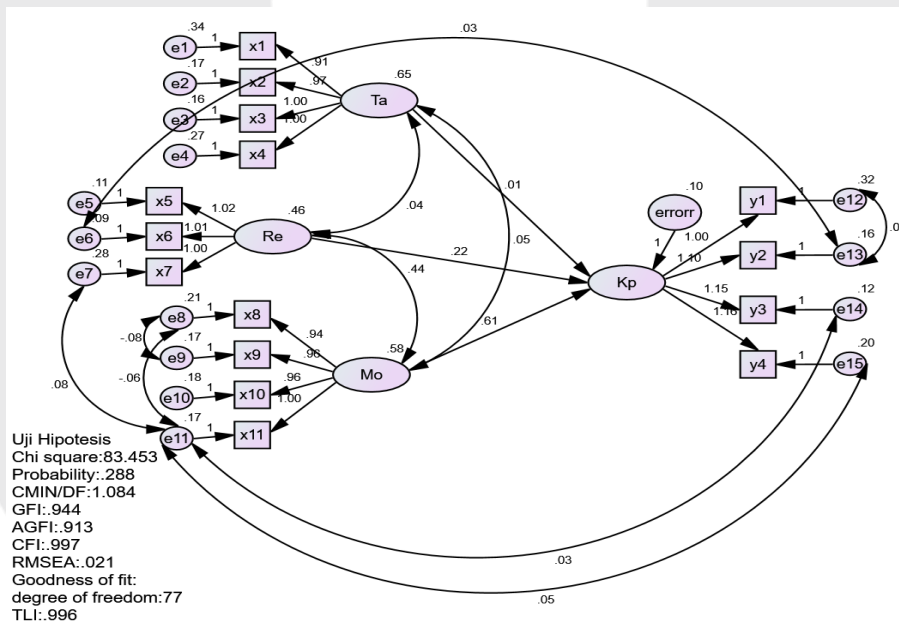 .34
e1 1 x1
.17
e2 1 x2
.16
e3 1 x3
.27
e4 1 x4
.91
.97
1.00
1.00
.65
Ta
.03
.11
e5 1 x5
.09
e6 1 x6
.28
e7 1 x7
1.02
1.01
1.00
.46
Re
.04
.01
.05
.22
.44
.61
.21
e8 1 x8
.17
e9 1 x9
.18
e10 1 x10
.17
e11 1 x11
-.08
-.06
.08
.94
.96
.96
1.00
.58
Mo
.10
errorr
1
Kp
1.00
1.10
1.15
1.16
y1 1 e12
.32
y2 1 e13
.16
y3 1 e14
.12
y4 1 e15
.20
.03
.05
Uji Hipotesis
Chi square:83.453
Probability:.288
CMIN/DF:1.084
GFI:.944
AGFI:.913
CFI:.997
RMSEA:.021
Goodness of fit:
degree of freedom:77
TLI:.996